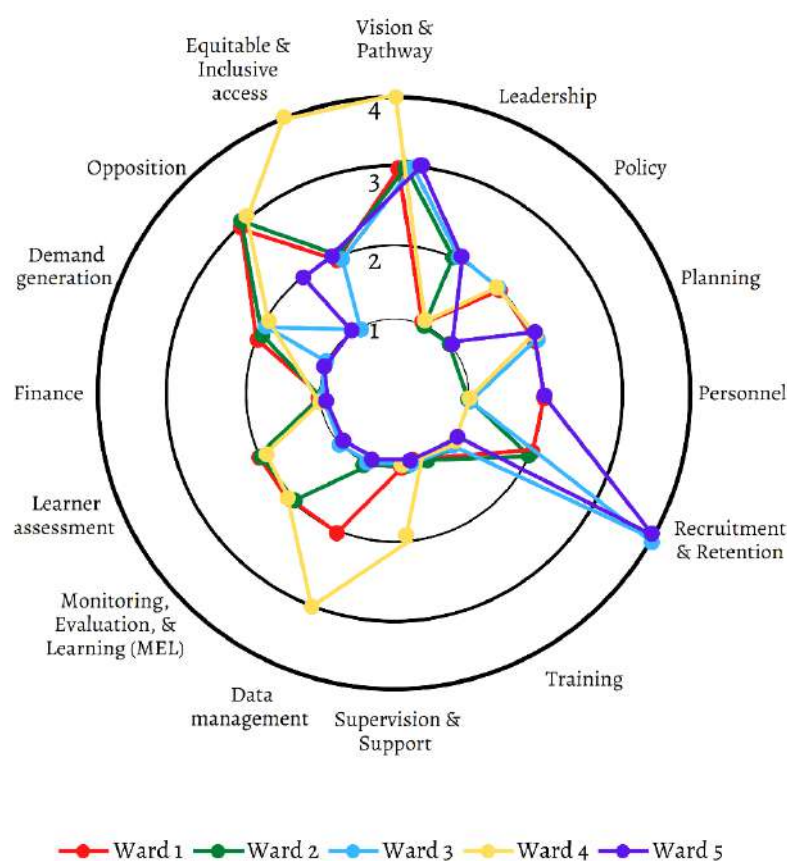 Vision &
Pathway
Equitable &
Inclusive
access
Leadership
4
Opposition
Policy
3
Demand
generation
2
Planning
1
Finance
Personnel
Learner
assessment
Recruitment
& Retention
Monitoring,
Evaluation, &
Learning (MEL)
Training
Data
management
Supervision &
Support
Ward 1
Ward 2
Ward 3
Ward 4
Ward 5